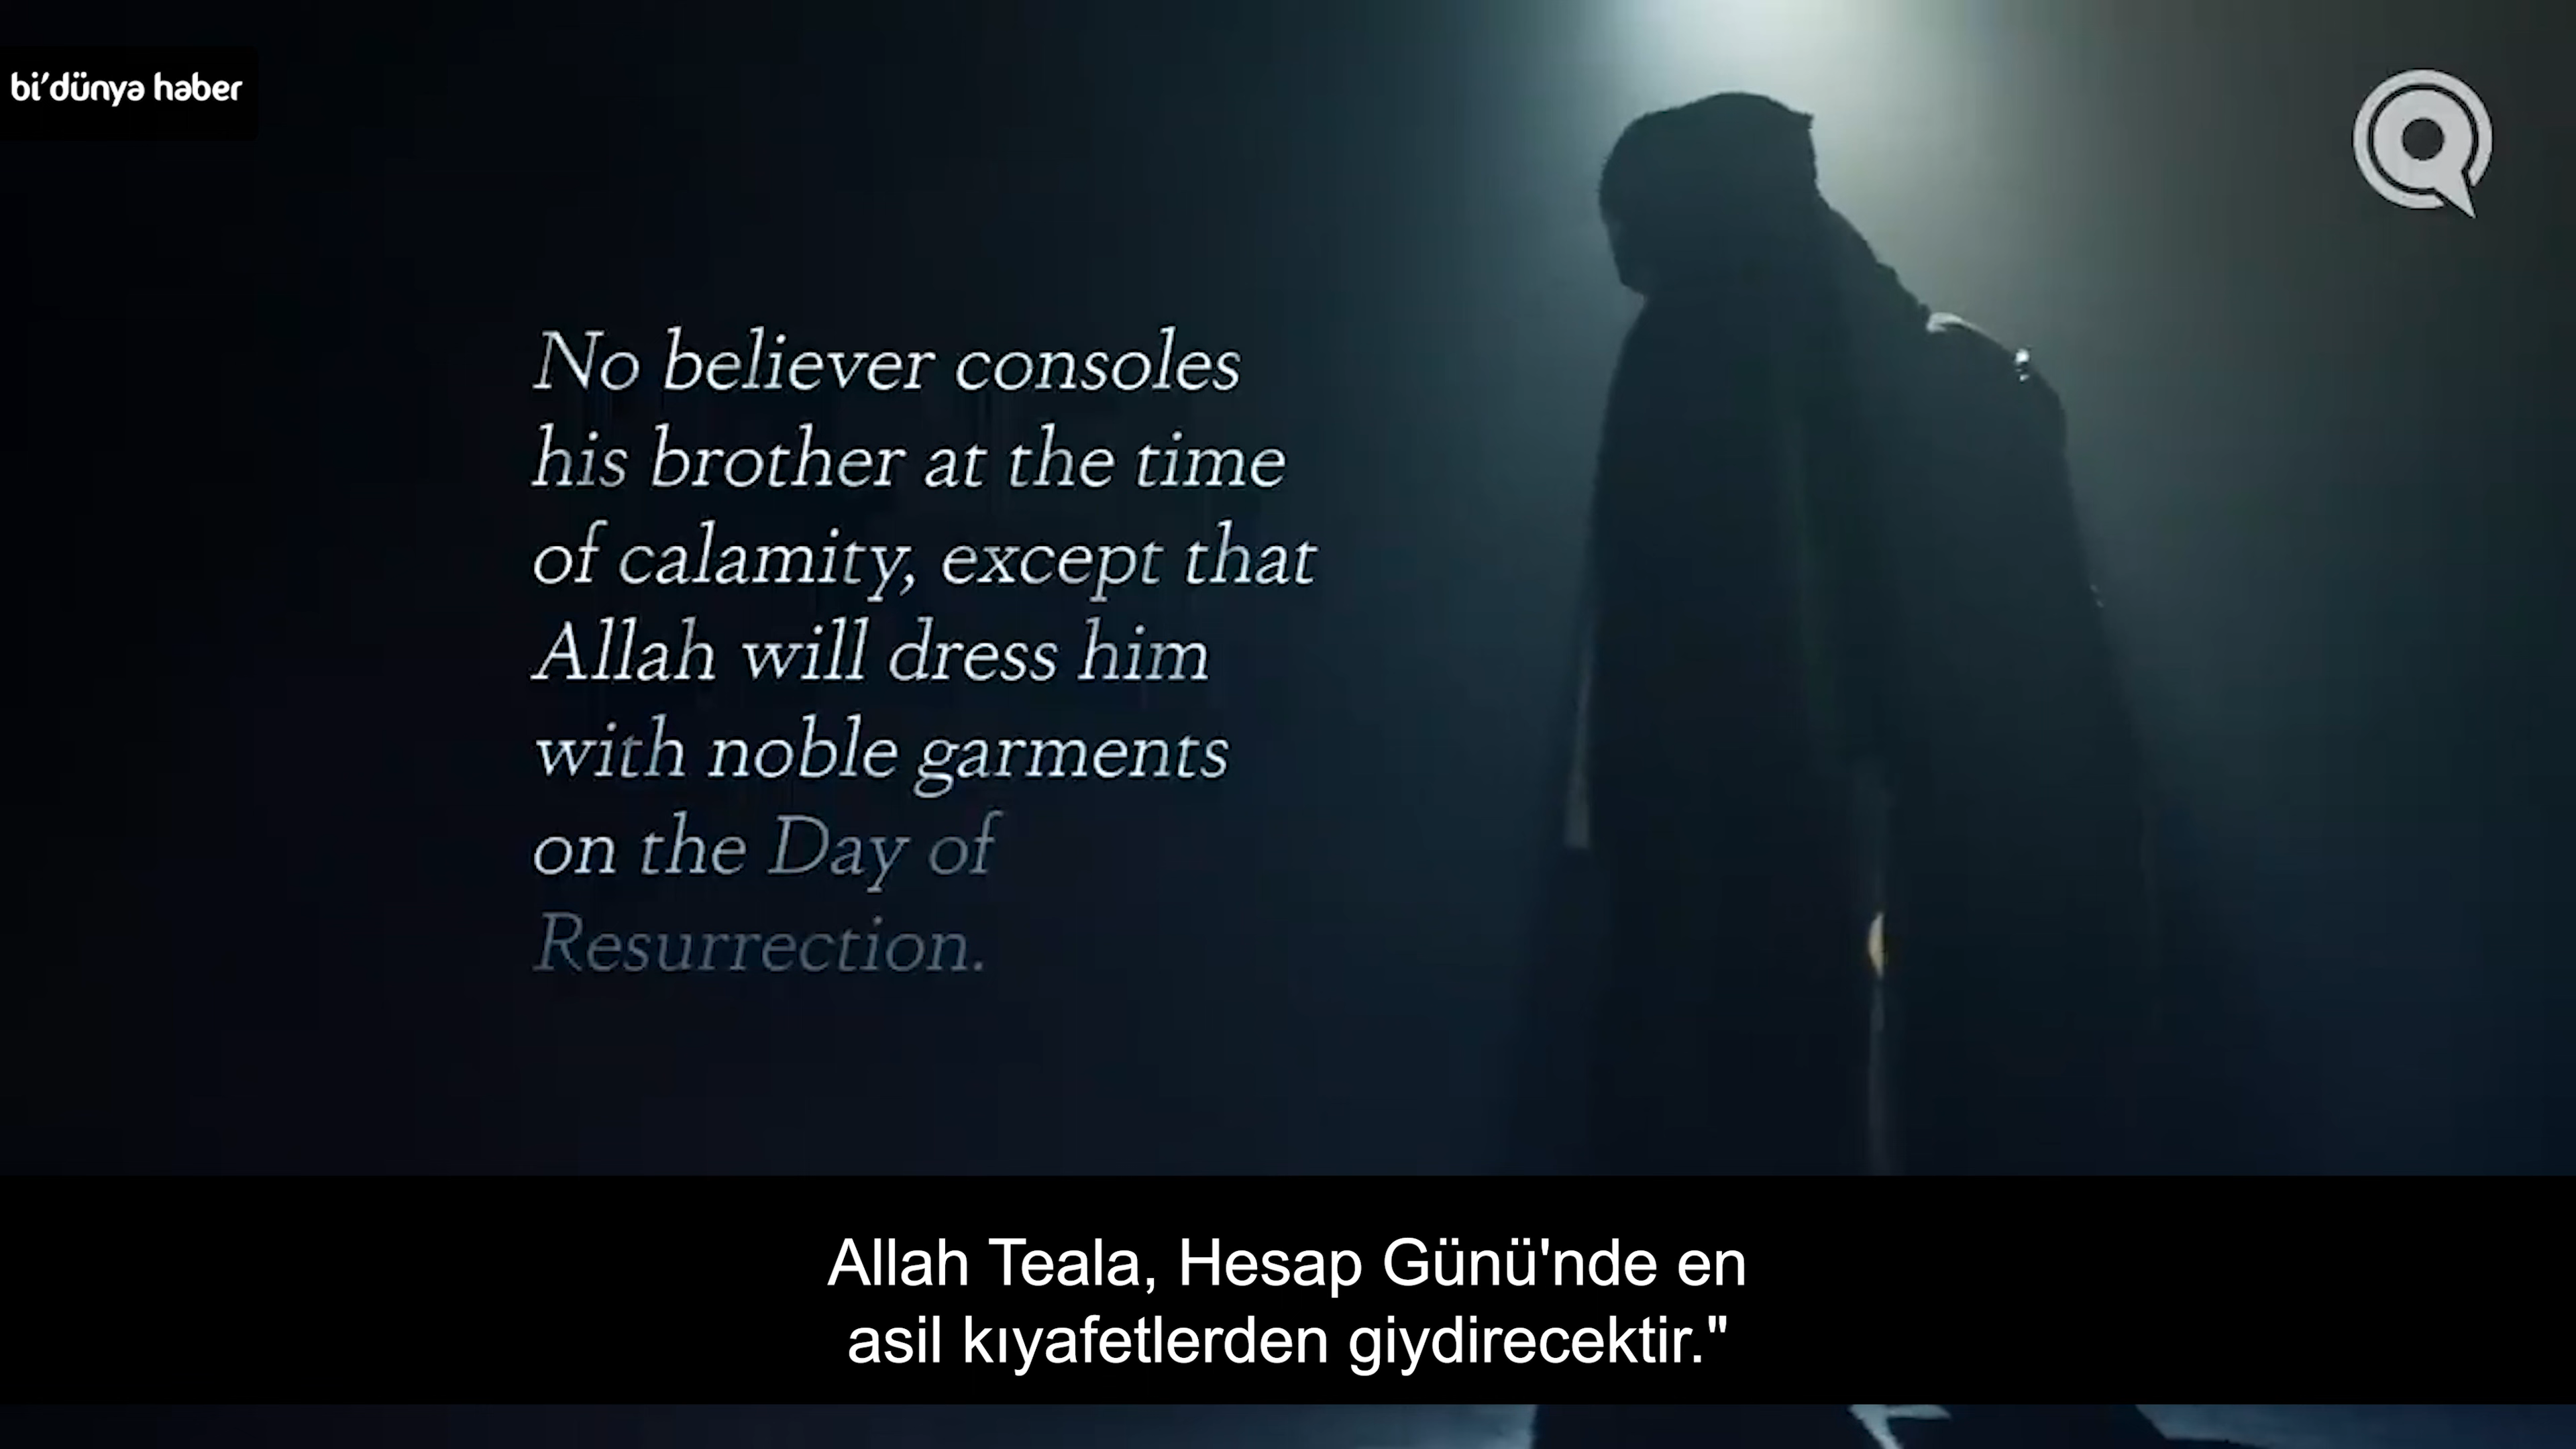 bi'dünya haber
No believer consoles
his brother at the time
of calamity, except that
Allah will dress him
with noble garments
on the Day of
Resurrection.
Allah Teala, Hesap Günü'nde en
asil kıyafetlerden giydirecektir."